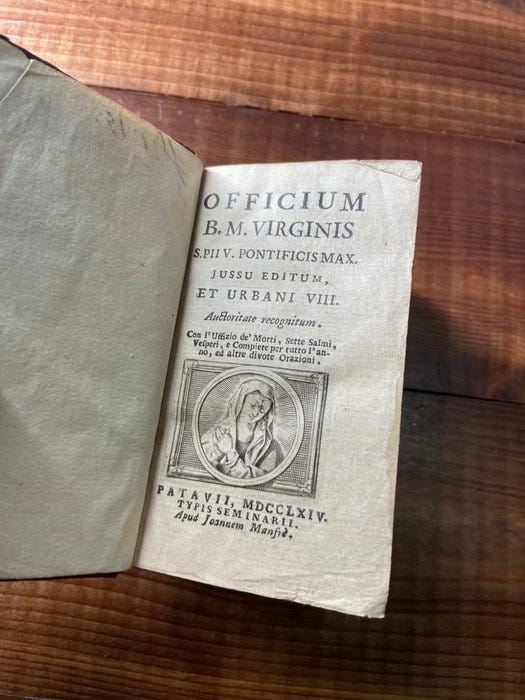 OFFICIUM
B. M. VIRGINIS
S. PII V. PONTIFICIS MAX.
JUSSU EDITUM,
ET URBANI VIII.
Auctoritate recognitum.
Con l'Uffizio de' Morti, Sette Salmi,
Vesperi, e Compiete per tutto l'an-
no, ed altre divote Orazioni.
PATAVII, MDCCLXIV.
TYPIS SEMINARII.
Apud Joannem Manfrè.